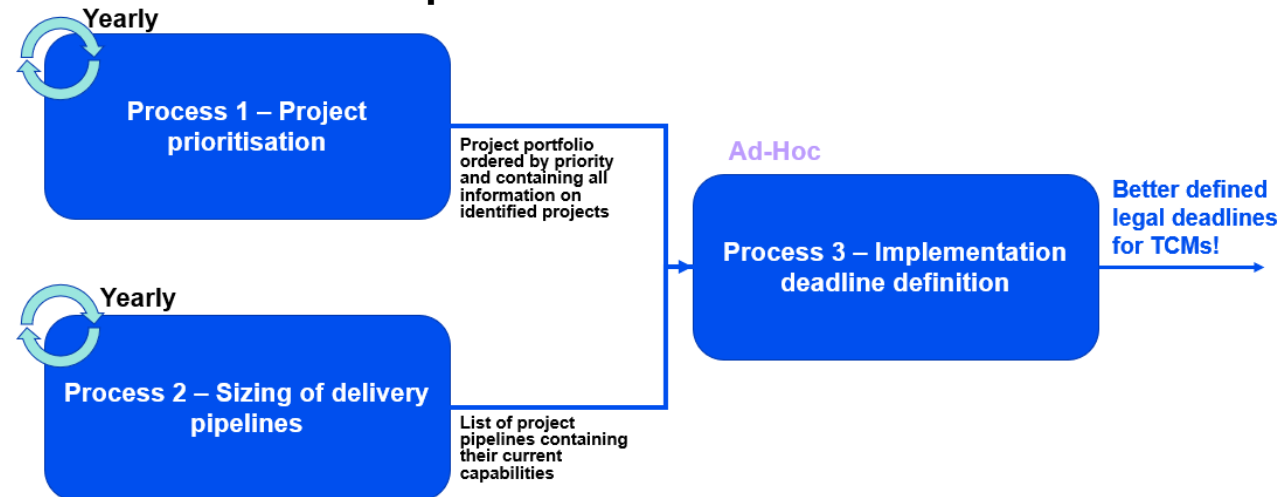 Yearly
Process 1 – Project
prioritisation
Project portfolio
ordered by priority
and containing all
information on
identified projects
Ad-Hoc
Process 3 – Implementation
deadline definition
Better defined
legal deadlines
for TCMs!
Yearly
Process 2 – Sizing of delivery
pipelines
List of project
pipelines containing
their current
capabilities